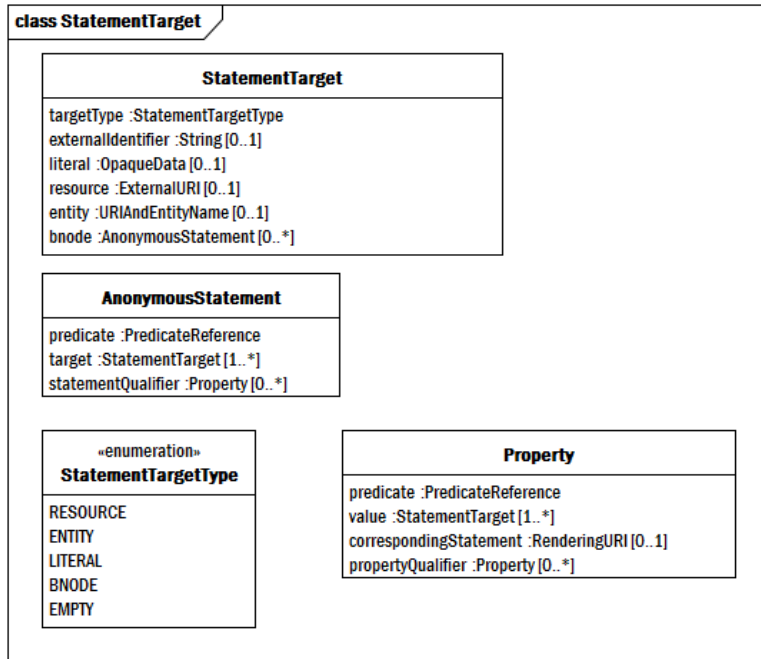 class StatementTarget
StatementTarget
targetType :StatementTargetType
externalIdentifier :String [0..1]
literal :OpaqueData [0..1]
resource :ExternalURI [0..1]
entity :URIAndEntityName [0..1]
bnode :AnonymousStatement [0..*]
AnonymousStatement
predicate :PredicateReference
target :StatementTarget [1..*]
statementQualifier :Property [0..*]
«enumeration»
StatementTargetType
RESOURCE
ENTITY
LITERAL
BNODE
EMPTY
Property
predicate :PredicateReference
value :StatementTarget [1..*]
correspondingStatement :RenderingURI [0..1]
propertyQualifier :Property [0..*]